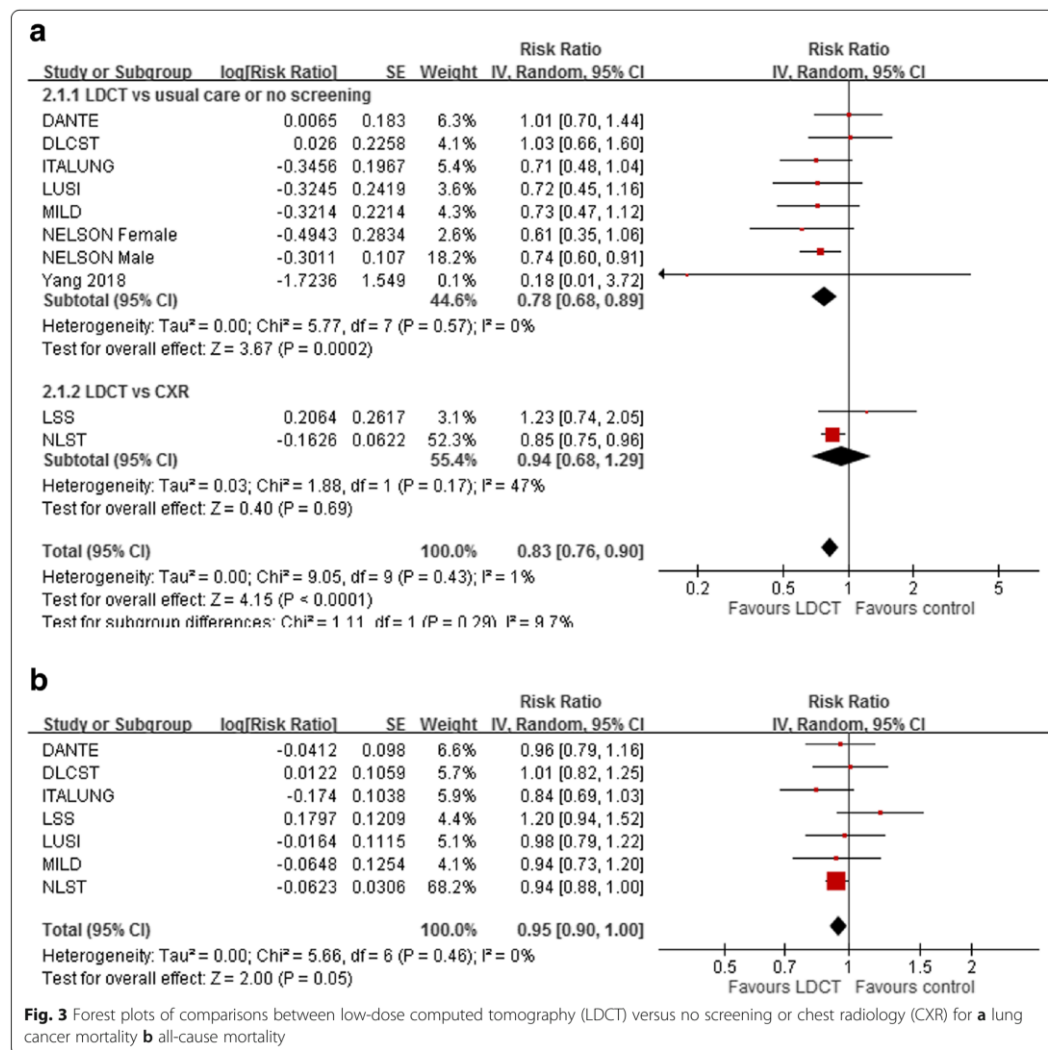 a
Risk Ratio Risk Ratio
Study or Subgroup log[Risk Ratio] SE Weight IV, Random, 95% CI IV, Random, 95% CI
2.1.1 LDCT vs usual care or no screening
DANTE 0.0065 0.183 6.3% 1.01 [0.70, 1.44]
DLCST 0.026 0.2258 4.1% 1.03 [0.66, 1.60]
ITALUNG -0.3456 0.1967 5.4% 0.71 [0.48, 1.04]
LUSI -0.3245 0.2419 3.6% 0.72 [0.45, 1.16]
MILD -0.3214 0.2214 4.3% 0.73 [0.47, 1.12]
NELSON Female -0.4943 0.2834 2.6% 0.61 [0.35, 1.06]
NELSON Male -0.3011 0.107 18.2% 0.74 [0.60, 0.91]
Yang 2018 -1.7236 1.549 0.1% 0.18 [0.01, 3.72]
Subtotal (95% CI) 44.6% 0.78 [0.68, 0.89]
Heterogeneity: Tau² = 0.00; Chi² = 5.77, df = 7 (P = 0.57); I² = 0%
Test for overall effect: Z = 3.67 (P = 0.0002)
2.1.2 LDCT vs CXR
LSS 0.2064 0.2617 3.1% 1.23 [0.74, 2.05]
NLST -0.1626 0.0622 52.3% 0.85 [0.75, 0.96]
Subtotal (95% CI) 55.4% 0.94 [0.68, 1.29]
Heterogeneity: Tau² = 0.03; Chi² = 1.88, df = 1 (P = 0.17); I² = 47%
Test for overall effect: Z = 0.40 (P = 0.69)
Total (95% CI) 100.0% 0.83 [0.76, 0.90]
Heterogeneity: Tau² = 0.00; Chi² = 9.05, df = 9 (P = 0.43); I² = 1%
Test for overall effect: Z = 4.15 (P < 0.0001)
Test for subgroup differences: Chi² = 1.11, df = 1 (P = 0.29), I² = 9.7%
0.2 0.5 1 2 5
Favours LDCT Favours control
b
Risk Ratio Risk Ratio
Study or Subgroup log[Risk Ratio] SE Weight IV, Random, 95% CI IV, Random, 95% CI
DANTE -0.0412 0.098 6.6% 0.96 [0.79, 1.16]
DLCST 0.0122 0.1059 5.7% 1.01 [0.82, 1.25]
ITALUNG -0.174 0.1038 5.9% 0.84 [0.69, 1.03]
LSS 0.1797 0.1209 4.4% 1.20 [0.94, 1.52]
LUSI -0.0164 0.1115 5.1% 0.98 [0.79, 1.22]
MILD -0.0648 0.1254 4.1% 0.94 [0.73, 1.20]
NLST -0.0623 0.0306 68.2% 0.94 [0.88, 1.00]
Total (95% CI) 100.0% 0.95 [0.90, 1.00]
Heterogeneity: Tau² = 0.00; Chi² = 5.66, df = 6 (P = 0.46); I² = 0%
Test for overall effect: Z = 2.00 (P = 0.05)
0.5 0.7 1 1.5 2
Favours LDCT Favours control
Fig. 3 Forest plots of comparisons between low-dose computed tomography (LDCT) versus no screening or chest radiology (CXR) for a lung
cancer mortality b all-cause mortality